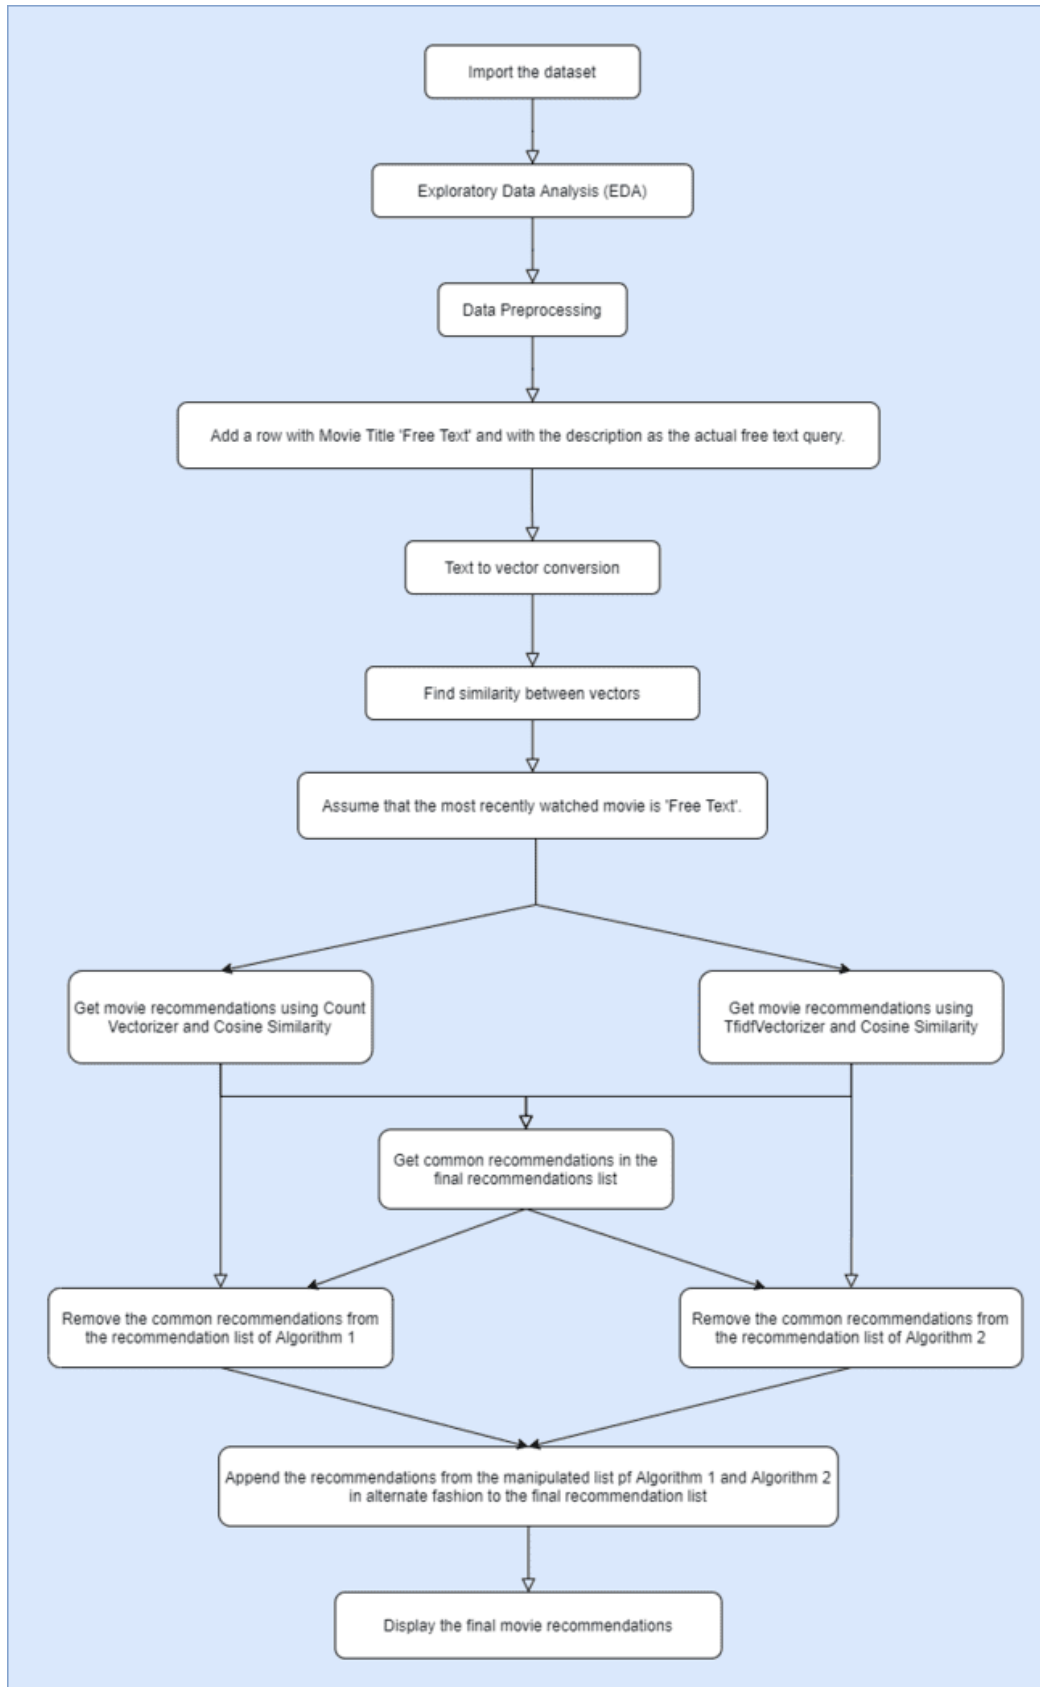 Import the dataset
Exploratory Data Analysis (EDA)
Data Preprocessing
Add a row with Movie Title 'Free Text' and with the description as the actual free text query.
Text to vector conversion
Find similarity between vectors
Assume that the most recently watched movie is 'Free Text'.
Get movie recommendations using Count
Vectorizer and Cosine Similarity
Get movie recommendations using
TfidfVectorizer and Cosine Similarity
Get common recommendations in the
final recommendations list
Remove the common recommendations from
the recommendation list of Algorithm 1
Remove the common recommendations from
the recommendation list of Algorithm 2
Append the recommendations from the manipulated list pf Algorithm 1 and Algorithm 2
in alternate fashion to the final recommendation list
Display the final movie recommendations